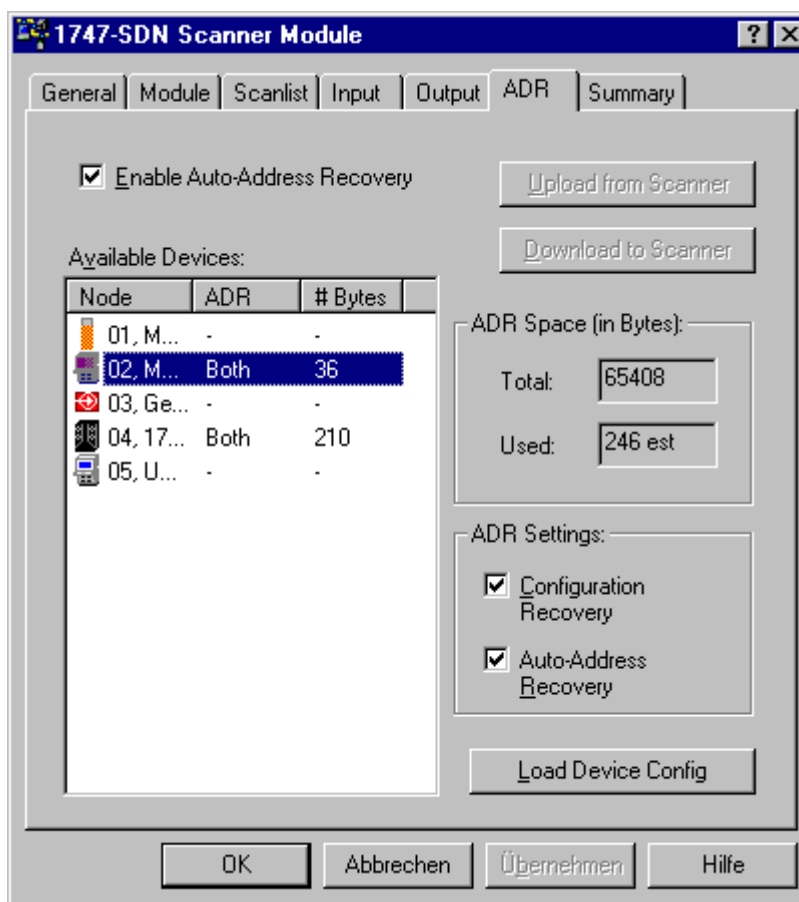 1747-SDN Scanner Module
General Module Scanlist Input Output ADR Summary
Enable Auto-Address Recovery
Upload from Scanner
Download to Scanner
Available Devices:
Node ADR # Bytes
01, M... - -
02, M... Both 36
03, Ge... - -
04, 17... Both 210
05, U... - -
ADR Space (in Bytes):
Total: 65408
Used: 246 est
ADR Settings:
Configuration
Recovery
Auto-Address
Recovery
Load Device Config
OK Abbrechen Übernehmen Hilfe